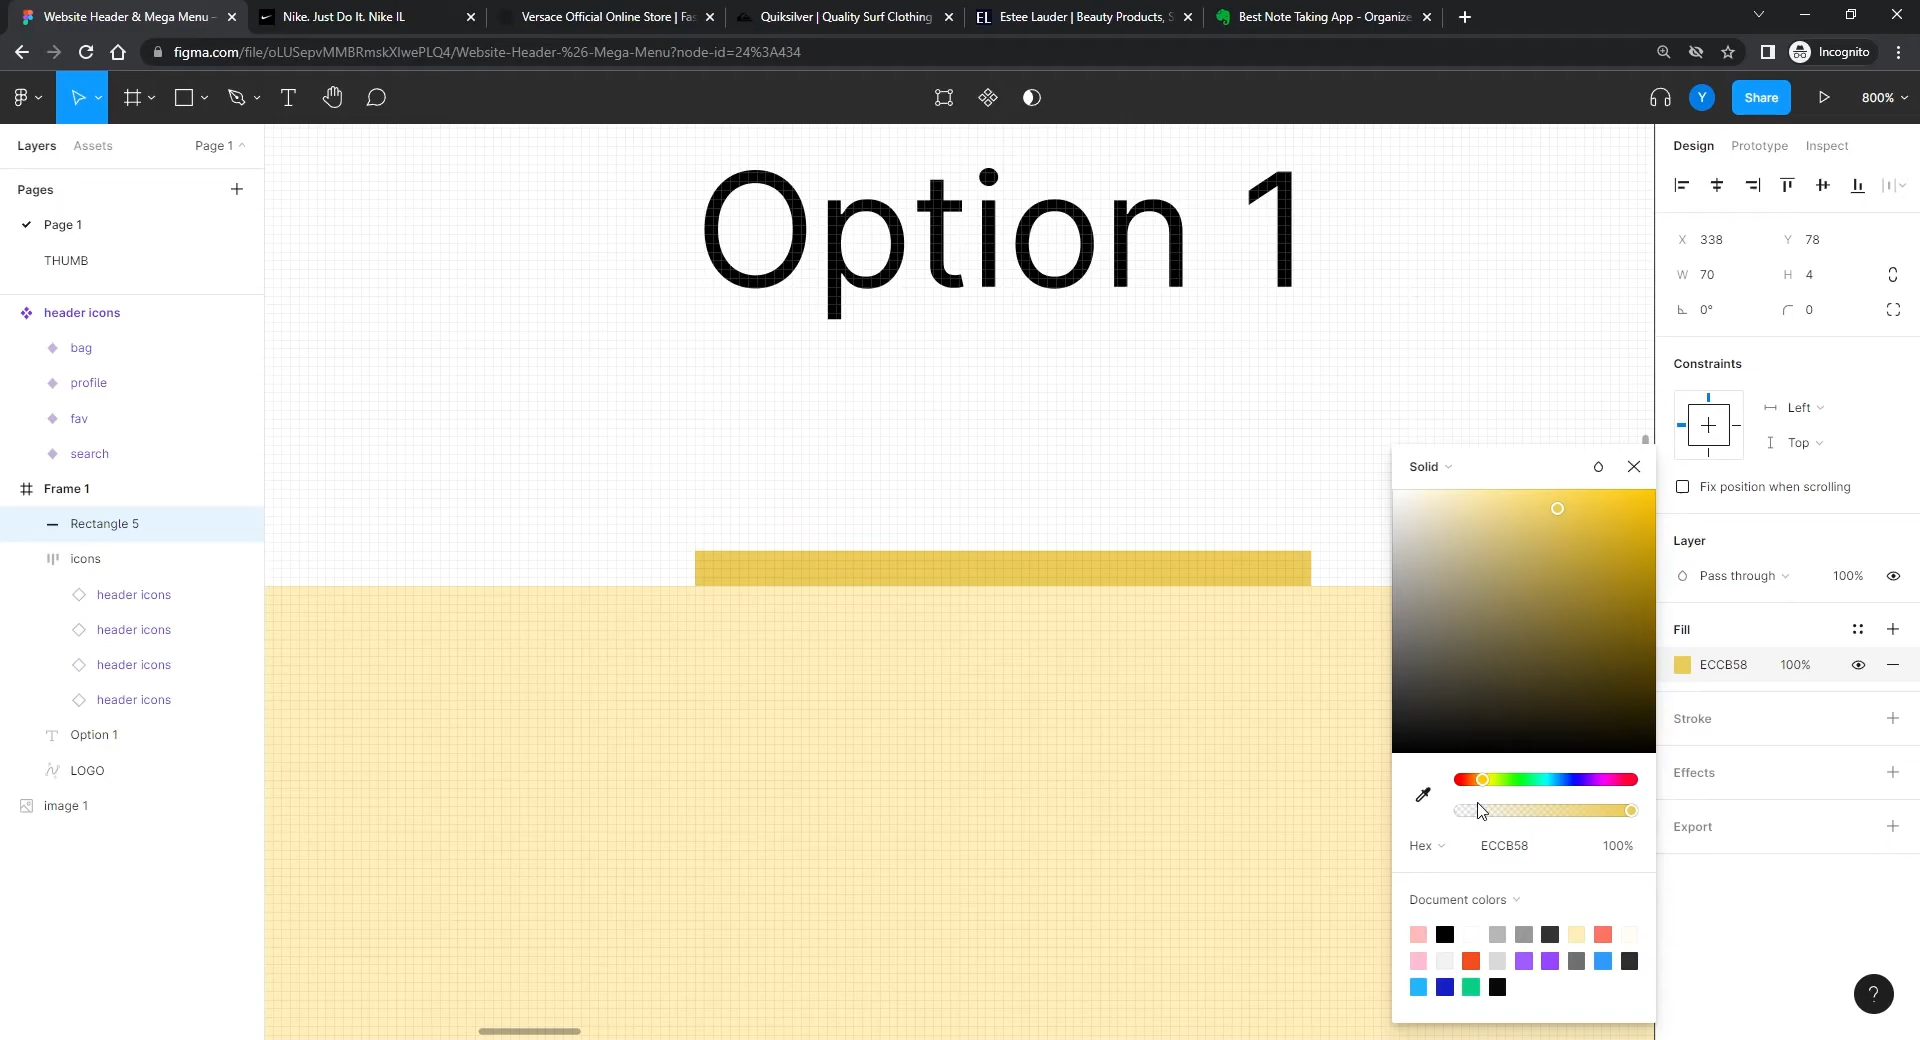 Website Header & Mega Menu -
Nike. Just Do It. Nike IL
Versace Official Online Store | Fas
Quiksilver | Quality Surf Clothing
EL
Estee Lauder | Beauty Products, S
Best Note Taking App - Organize
figma.com/file/oLUSepvMMBRmskXlwePLQ4/Website-Header-%26-Mega-Menu?node-id=24%3A434
Incognito
Y
Share
800%
Layers
Assets
Page 1
Pages
Page 1
THUMB
header icons
bag
profile
fav
search
Frame 1
Rectangle 5
icons
header icons
header icons
header icons
header icons
Option 1
LOGO
image 1
Option 1
Solid
Hex
ECCB58
100%
Document colors
Design
Prototype
Inspect
X
338
Y
78
W
70
H
4
0°
0
Constraints
Left
Top
Fix position when scrolling
Layer
Pass through
100%
Fill
ECCB58
100%
Stroke
Effects
Export
?